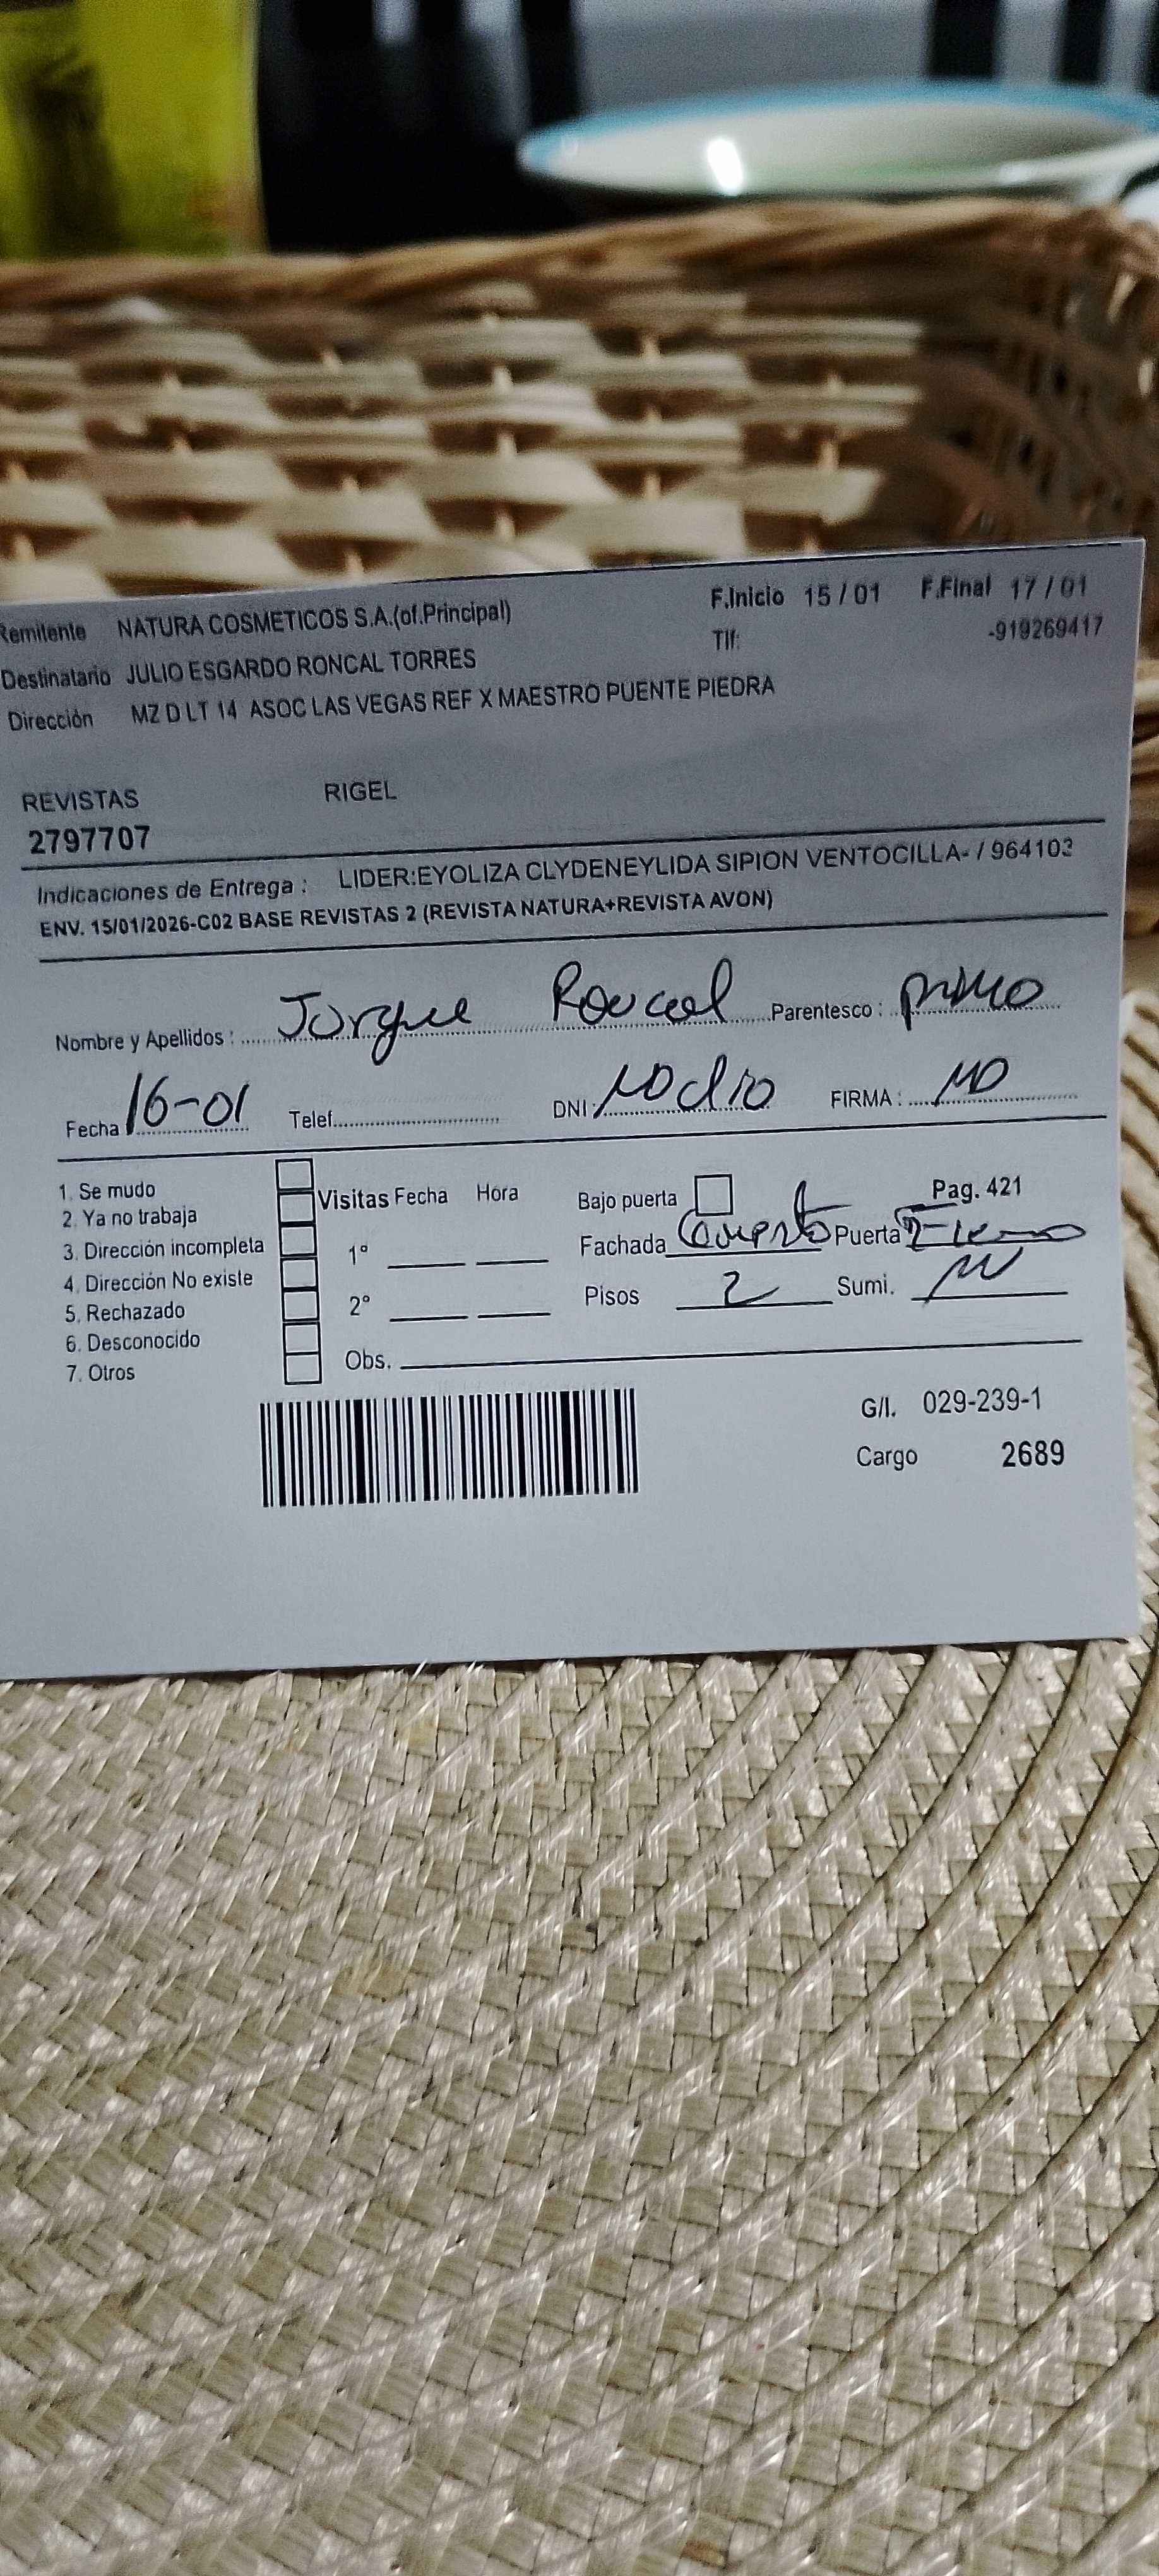 Remitente NATURA COSMETICOS S.A.(of.Principal) F.Inicio 15 / 01 F.Final 17 / 01
Destinatario JULIO ESGARDO RONCAL TORRES Tlf: -919269417
Dirección MZ D LT 14 ASOC LAS VEGAS REF X MAESTRO PUENTE PIEDRA
REVISTAS RIGEL
2797707
Indicaciones de Entrega : LIDER:EYOLIZA CLYDENEYLIDA SIPION VENTOCILLA- / 964103
ENV. 15/01/2026-C02 BASE REVISTAS 2 (REVISTA NATURA+REVISTA AVON)
Nombre y Apellidos : Jorgue Roncal Parentesco : primo
Fecha 16-01 Telef. DNI : NO dio FIRMA : NO
1. Se mudo
2. Ya no trabaja
3. Dirección incompleta
4. Dirección No existe
5. Rechazado
6. Desconocido
7. Otros
Visitas Fecha Hora
1°
2°
Obs.
Bajo puerta Pag. 421
Fachada Puerta
Pisos 2 Sumi.
G/I. 029-239-1
Cargo 2689